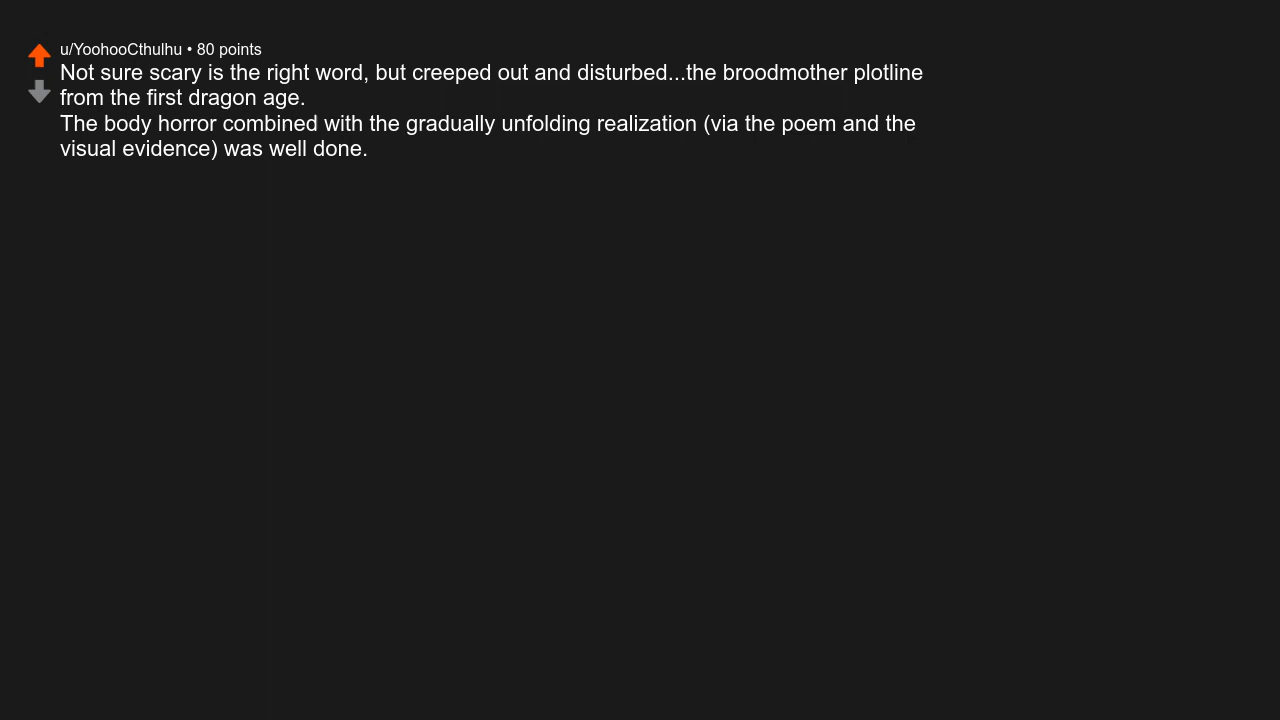 u/YoohooCthulhu • 80 points
Not sure scary is the right word, but creeped out and disturbed...the broodmother plotline
from the first dragon age.
The body horror combined with the gradually unfolding realization (via the poem and the
visual evidence) was well done.